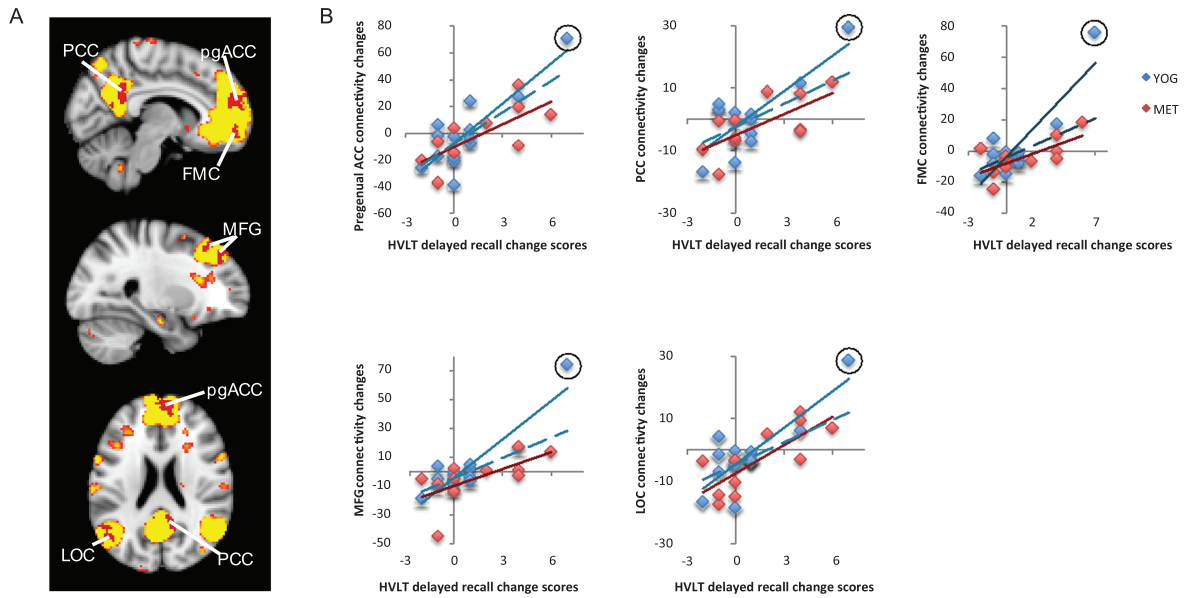 A
B
PCC
pgACC
FMC
MFG
pgACC
LOC
PCC
Pregenual ACC connectivity changes
80
60
40
20
0
-20
-40
-60
-3
0
3
6
HVLT delayed recall change scores
PCC connectivity changes
30
10
-10
-30
-3
0
3
6
HVLT delayed recall change scores
FMC connectivity changes
80
60
40
20
0
-20
-40
-3
2
7
HVLT delayed recall change scores
YOG
MET
MFG connectivity changes
70
50
30
10
-10
-30
-50
-3
0
3
6
HVLT delayed recall change scores
LOC connectivty changes
30
10
-10
-30
-3
0
3
6
HVLT delayed recall change scores